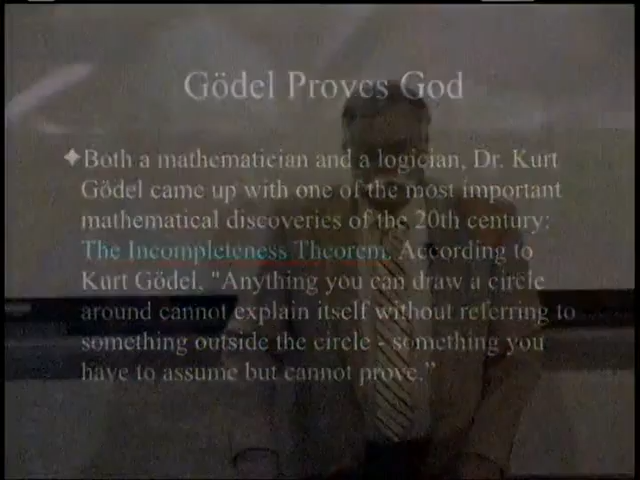 Gödel Proves God
Both a mathematician and a logician, Dr. Kurt
Gödel came up with one of the most important
mathematical discoveries of the 20th century:
The Incompleteness Theorem. According to
Kurt Gödel, "Anything you can draw a circle
around cannot explain itself without referring to
something outside the circle - something you
have to assume but cannot prove.”